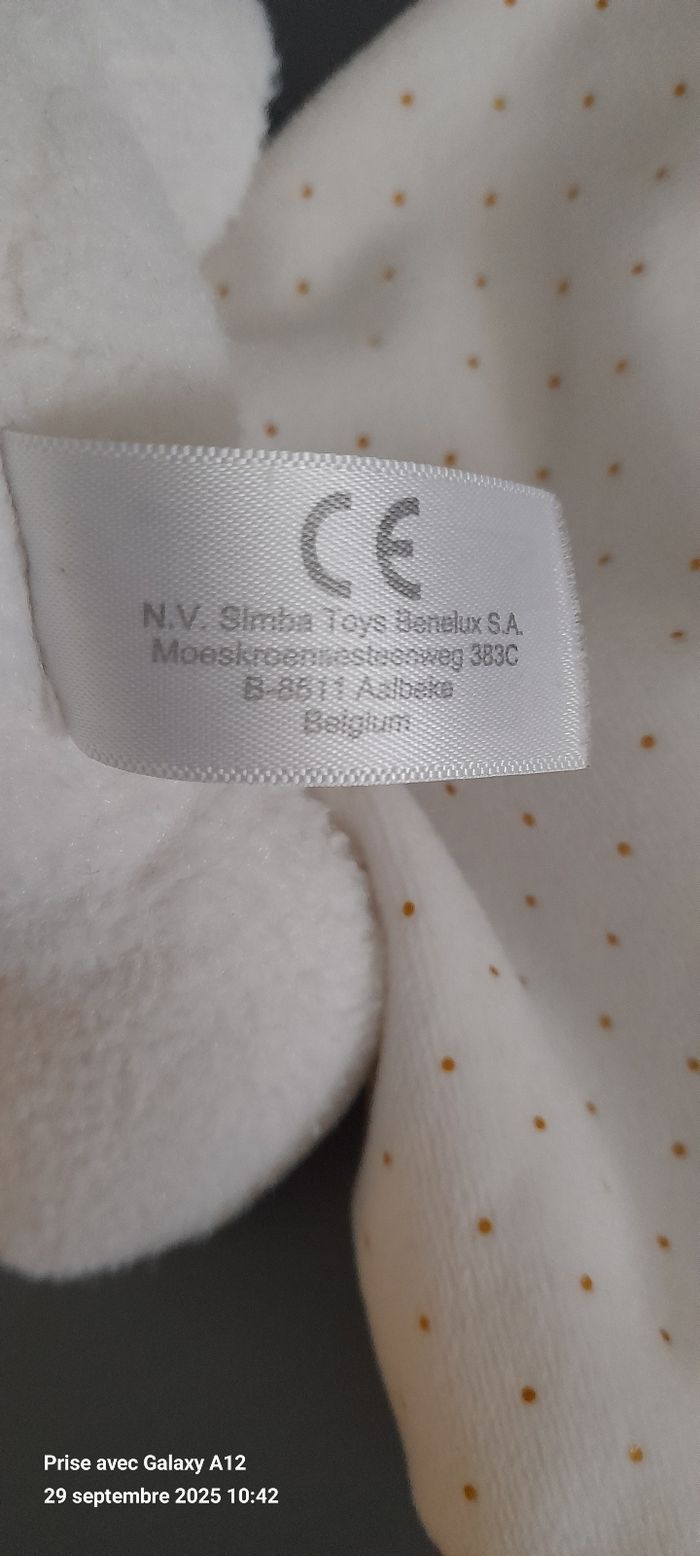 CE
N.V. Simba Toys Benelux S.A.
Moeskroensesteenweg 383C
B-8511 Aalbeke
Belgium
Prise avec Galaxy A12
29 septembre 2025 10:42